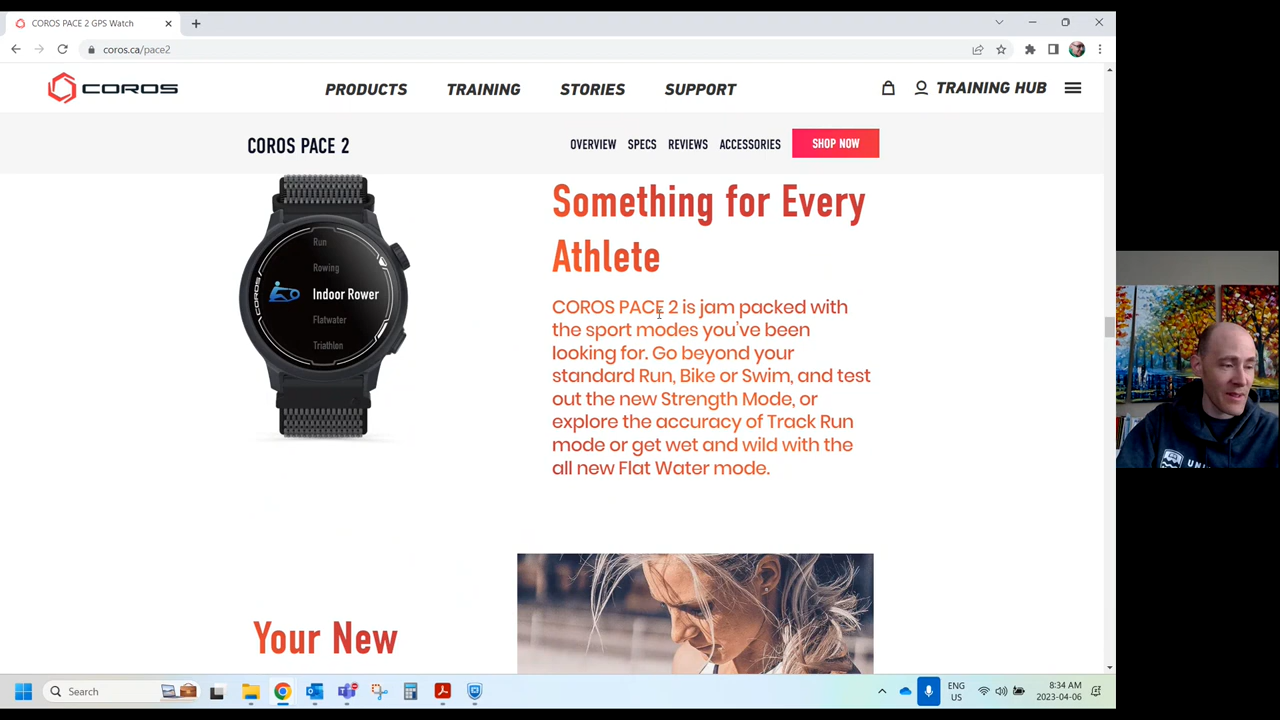 COROS PACE 2 GPS Watch
coros.ca/pace2
COROS
PRODUCTS
TRAINING
STORIES
SUPPORT
TRAINING HUB
COROS PACE 2
OVERVIEW
SPECS
REVIEWS
ACCESSORIES
SHOP NOW
COROS
Run
Rowing
Indoor Rower
Flatwater
Triathlon
Something for Every
Athlete
COROS PACE 2 is jam packed with
the sport modes you've been
looking for. Go beyond your
standard Run, Bike or Swim, and test
out the new Strength Mode, or
explore the accuracy of Track Run
mode or get wet and wild with the
all new Flat Water mode.
Your New
Search
ENG
US
8:34 AM
2023-04-06
UNI